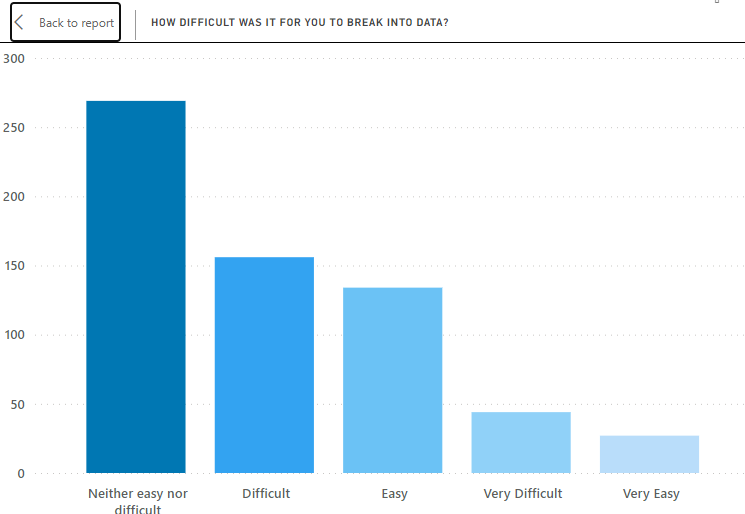 Back to report
HOW DIFFICULT WAS IT FOR YOU TO BREAK INTO DATA?
300
250
200
150
100
50
0
Neither easy nor
difficult
Difficult
Easy
Very Difficult
Very Easy